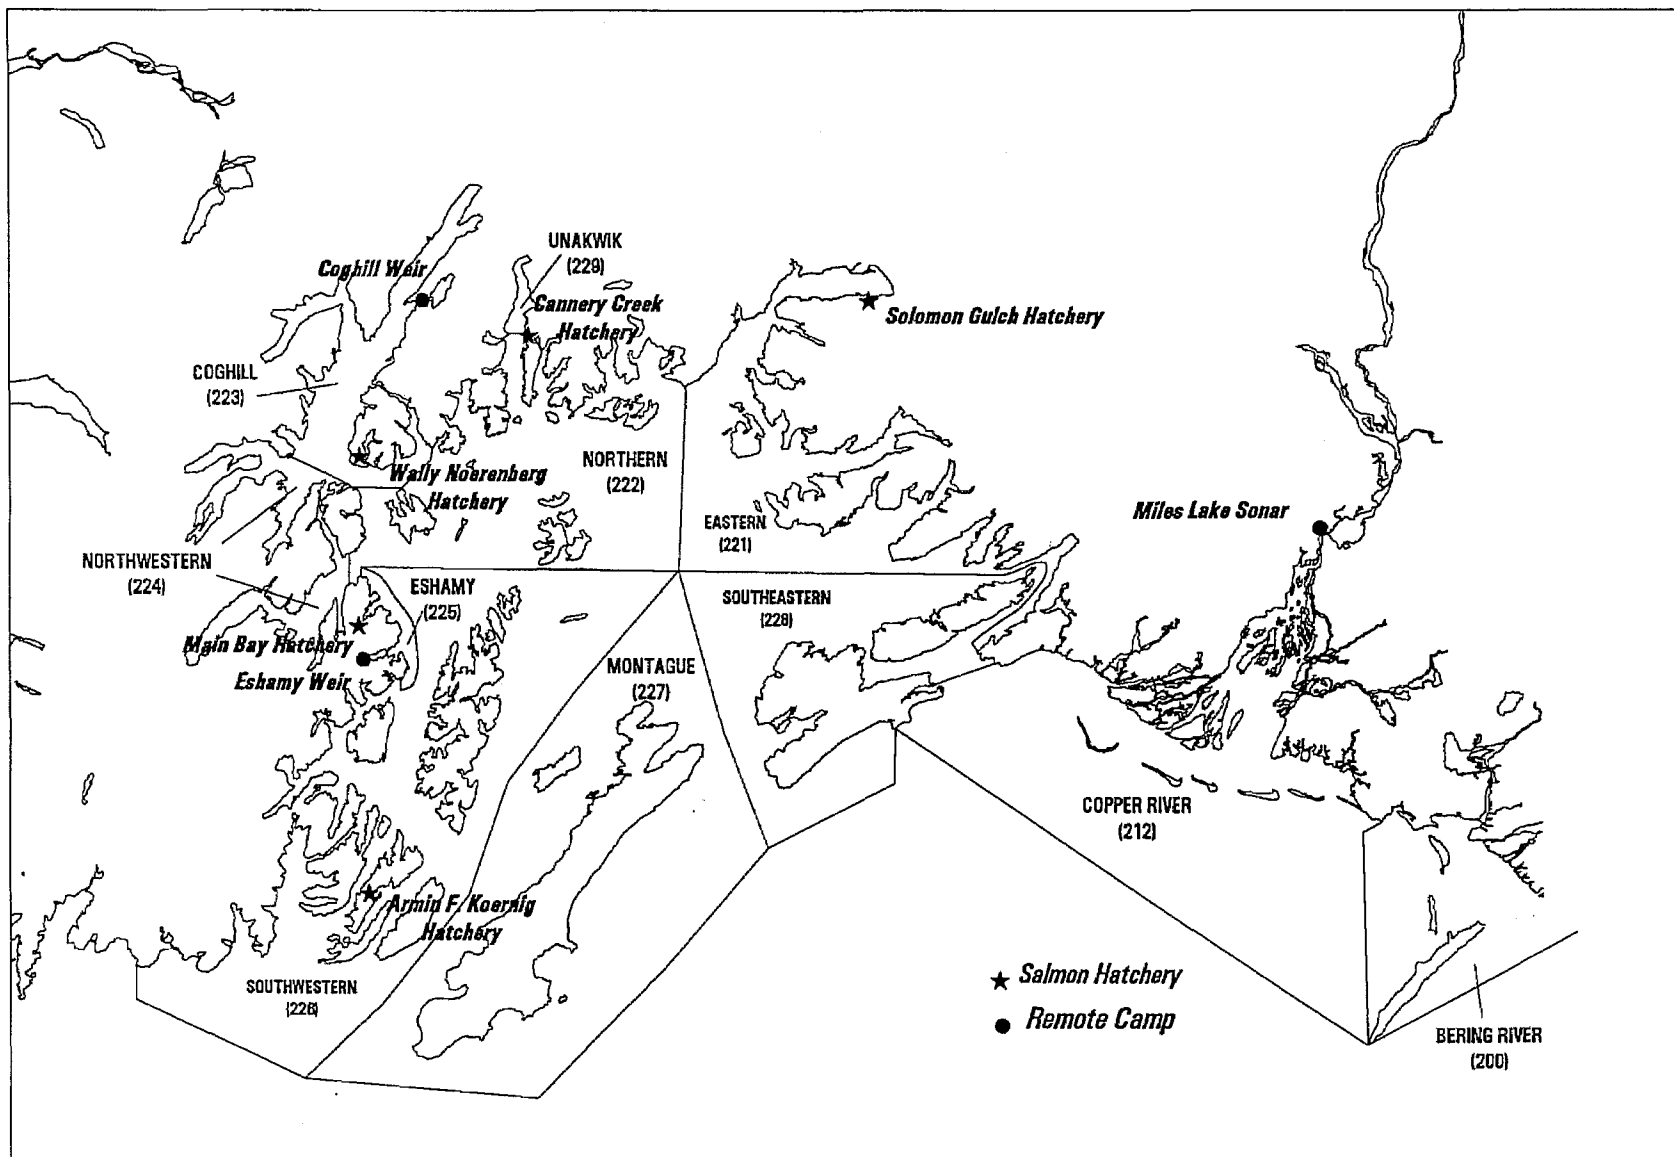 UNAKWIK
(229)
Coghill Weir
Cannery Creek
Hatchery
Solomon Gulch Hatchery
COGHILL
(223)
NORTHERN
(222)
Wally Noerenberg
Hatchery
EASTERN
(221)
Miles Lake Sonar
NORTHWESTERN
(224)
ESHAMY
(225)
SOUTHEASTERN
(228)
Main Bay Hatchery
Eshamy Weir
MONTAGUE
(227)
COPPER RIVER
(212)
Armin F. Koernig
Hatchery
SOUTHWESTERN
(226)
Salmon Hatchery
Remote Camp
BERING RIVER
(200)